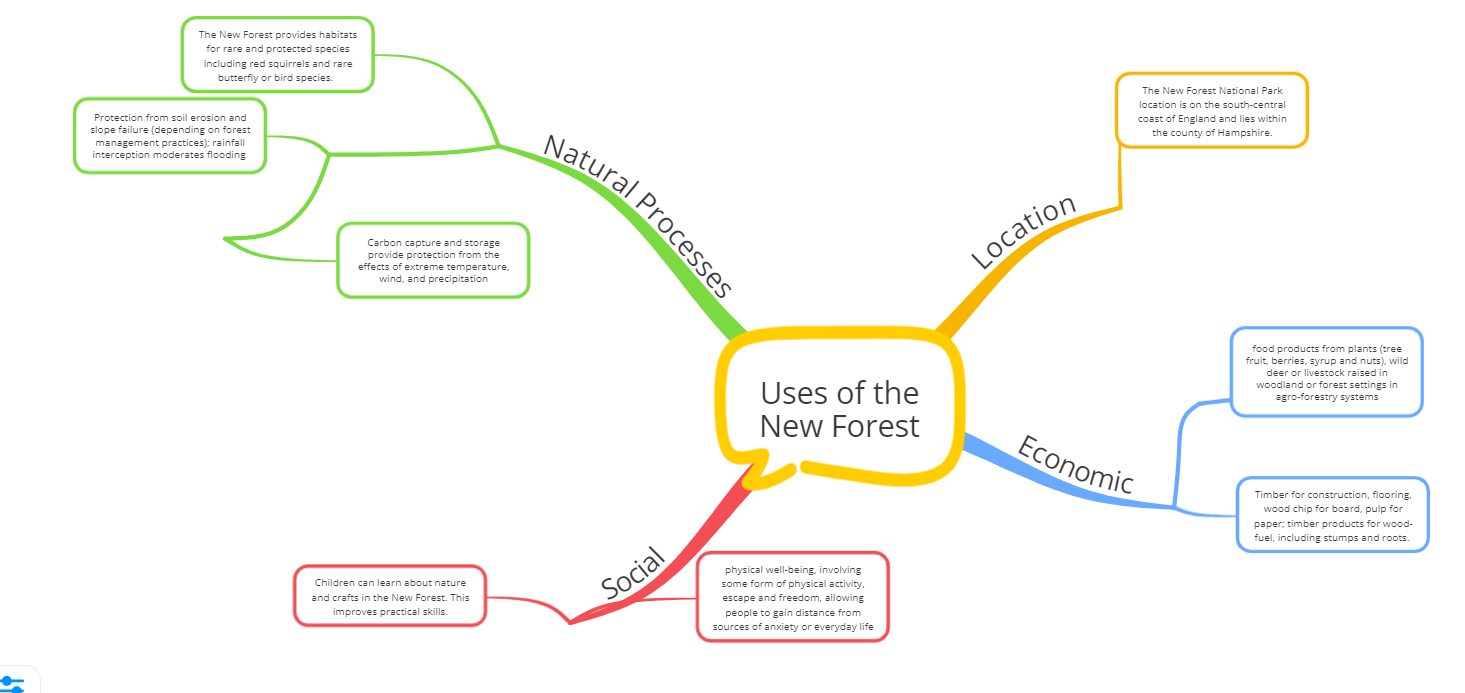 Uses of the
New Forest
Natural Processes
The New Forest provides habitats
for rare and protected species
including red squirrels and rare
butterfly or bird species.
Protection from soil erosion and
slope failure (depending on forest
management practices); rainfall
interception moderates flooding
Carbon capture and storage
provide protection from the
effects of extreme temperature,
wind, and precipitation
Location
The New Forest National Park
location is on the south-central
coast of England and lies within
the county of Hampshire.
Economic
food products from plants (tree
fruit, berries, syrup and nuts), wild
deer or livestock raised in
woodland or forest settings in
agro-forestry systems
Timber for construction, flooring,
wood chip for board, pulp for
paper; timber products for wood-
fuel, including stumps and roots.
Social
Children can learn about nature
and crafts in the New Forest. This
improves practical skills.
physical well-being, involving
some form of physical activity,
escape and freedom, allowing
people to gain distance from
sources of anxiety or everyday life